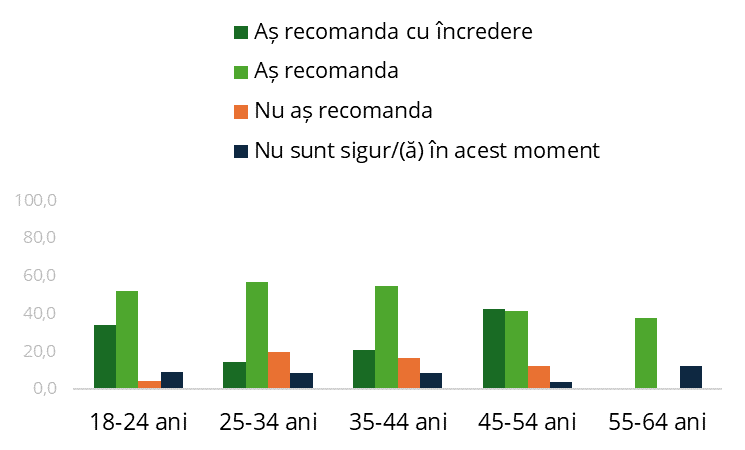 Aș recomanda cu încredere
Aș recomanda
Nu aș recomanda
Nu sunt sigur/(ă) în acest moment
100,0
80,0
60,0
40,0
20,0
0,0
18-24 ani 25-34 ani 35-44 ani 45-54 ani 55-64 ani